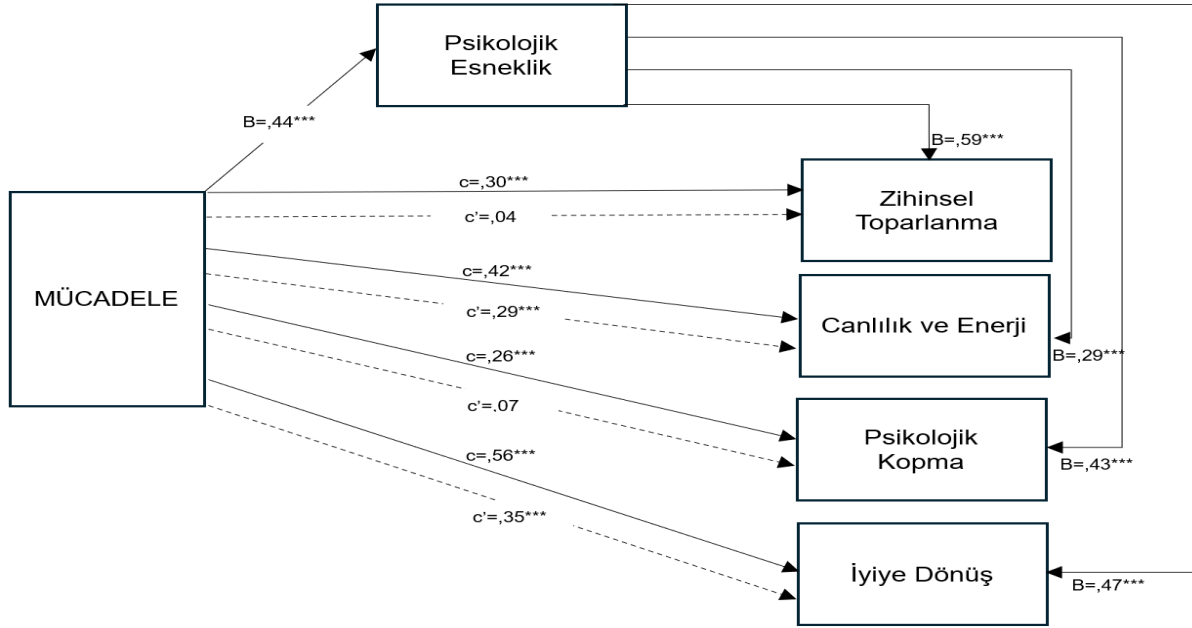 Psikolojik
Esneklik
B=,44***
B=,59***
c=,30***
Zihinsel
Toparlanma
c'=,04
MÜCADELE
c=,42***
c'=,29***
Canlılık ve Enerji
B=,29***
c=,26***
c'=,07
Psikolojik
Kopma
B=,43***
c=,56***
c'=,35***
İyiye Dönüş
B=,47***